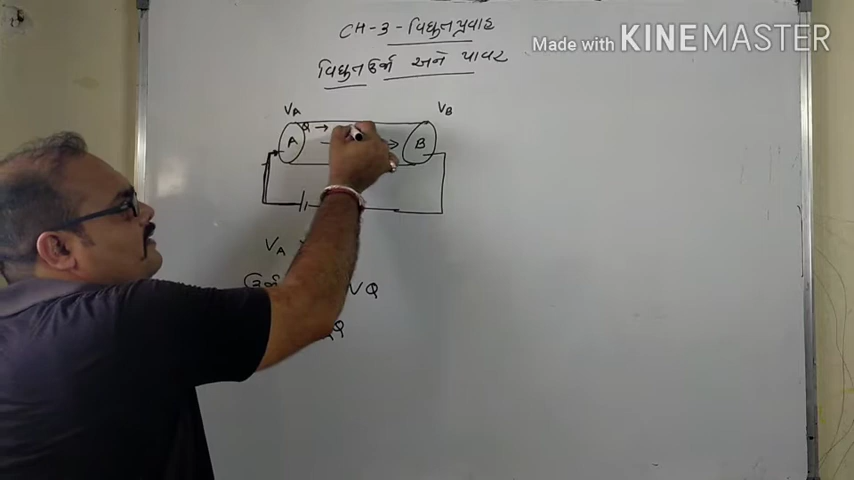 CH-3-વિદ્યુતપ્રવાહ
Made with KINEMASTER
વિદ્યુતઊર્જા અને પાવર
VA VB
Q →
A → B
VA
VQ
Q